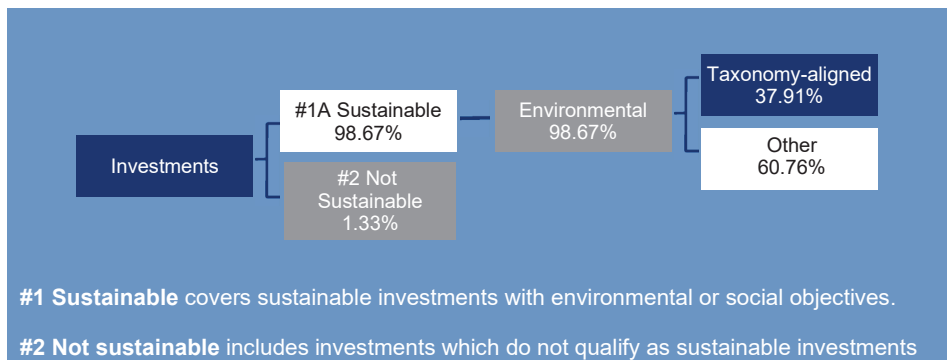 Investments
#1A Sustainable
98.67%
#2 Not
Sustainable
1.33%
Environmental
98.67%
Taxonomy-aligned
37.91%
Other
60.76%
#1 Sustainable covers sustainable investments with environmental or social objectives.
#2 Not sustainable includes investments which do not qualify as sustainable investments